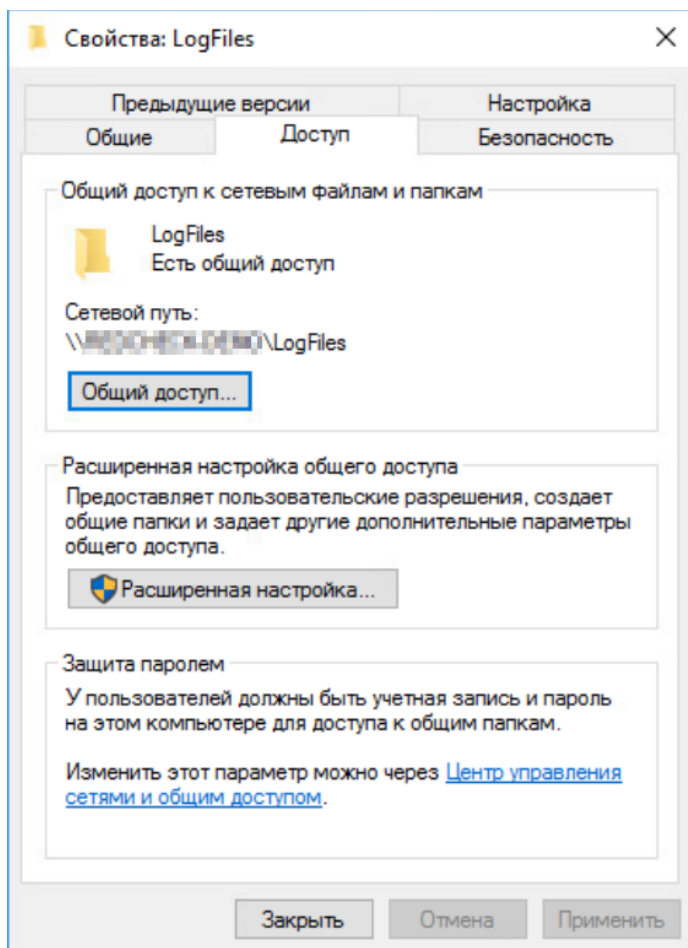 Свойства: LogFiles
Предыдущие версии Настройка
Общие Доступ Безопасность
Общий доступ к сетевым файлам и папкам
LogFiles
Есть общий доступ
Сетевой путь:
\\ \LogFiles
Общий доступ...
Расширенная настройка общего доступа
Предоставляет пользовательские разрешения, создает
общие папки и задает другие дополнительные параметры
общего доступа.
Расширенная настройка...
Защита паролем
У пользователей должны быть учетная запись и пароль
на этом компьютере для доступа к общим папкам.
Изменить этот параметр можно через Центр управления
сетями и общим доступом.
Закрыть Отмена Применить